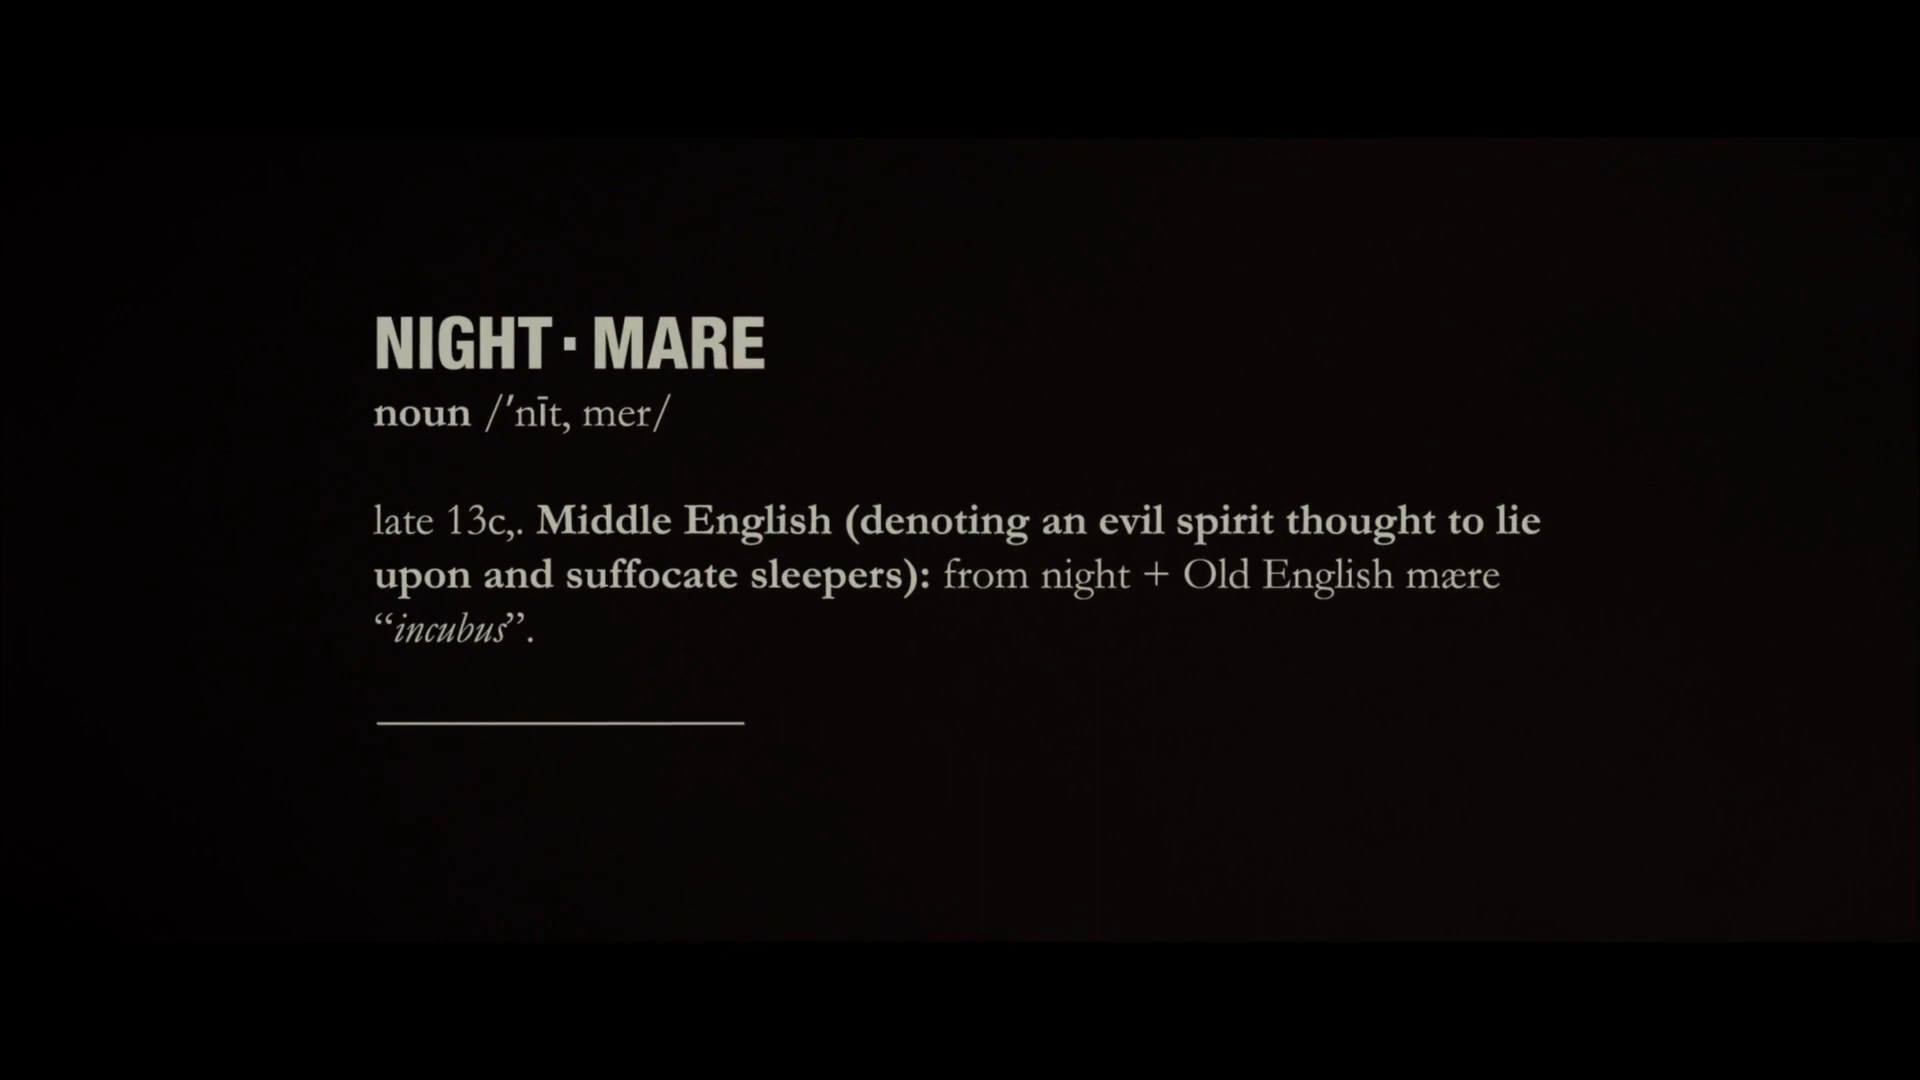 NIGHT · MARE
noun /ʹnīt, mer/
late 13c,. Middle English (denoting an evil spirit thought to lie
upon and suffocate sleepers): from night + Old English mære
“incubus”.